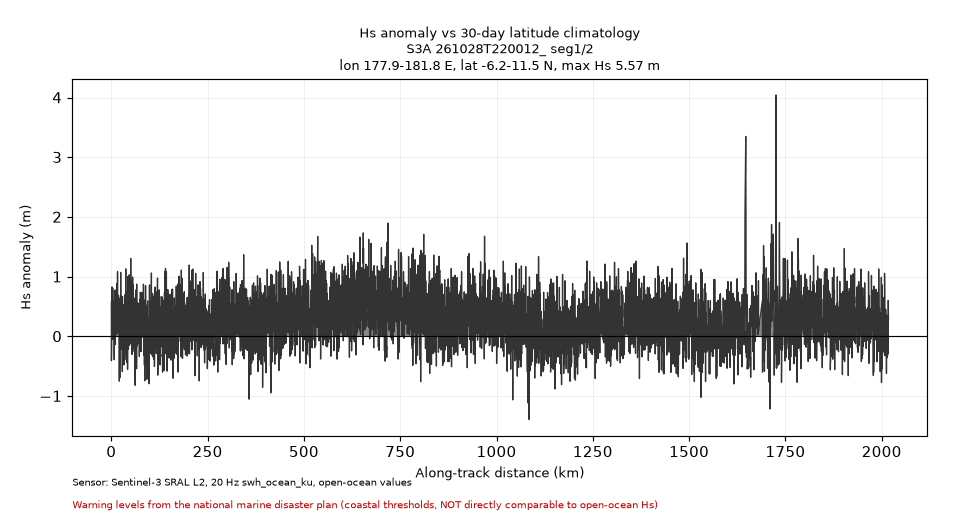 Hs anomaly vs 30-day latitude climatology
S3A 261028T220012_ seg1/2
lon 177.9-181.8 E, lat -6.2-11.5 N, max Hs 5.57 m
Hs anomaly (m)
4
3
2
1
0
−1
0
250
500
750
1000
1250
1500
1750
2000
Along-track distance (km)
Sensor: Sentinel-3 SRAL L2, 20 Hz swh_ocean_ku, open-ocean values
Warning levels from the national marine disaster plan (coastal thresholds, NOT directly comparable to open-ocean Hs)